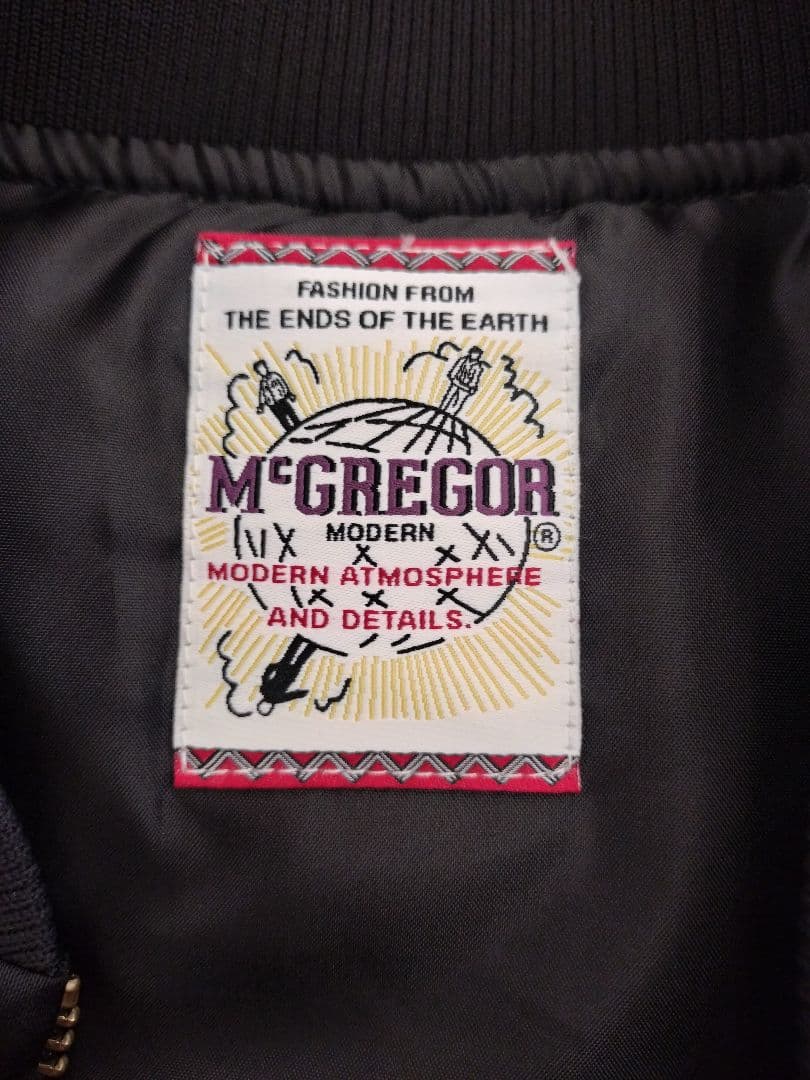 FASHION FROM
THE ENDS OF THE EARTH
McGREGOR
MODERN
®
MODERN ATMOSPHERE
AND DETAILS.